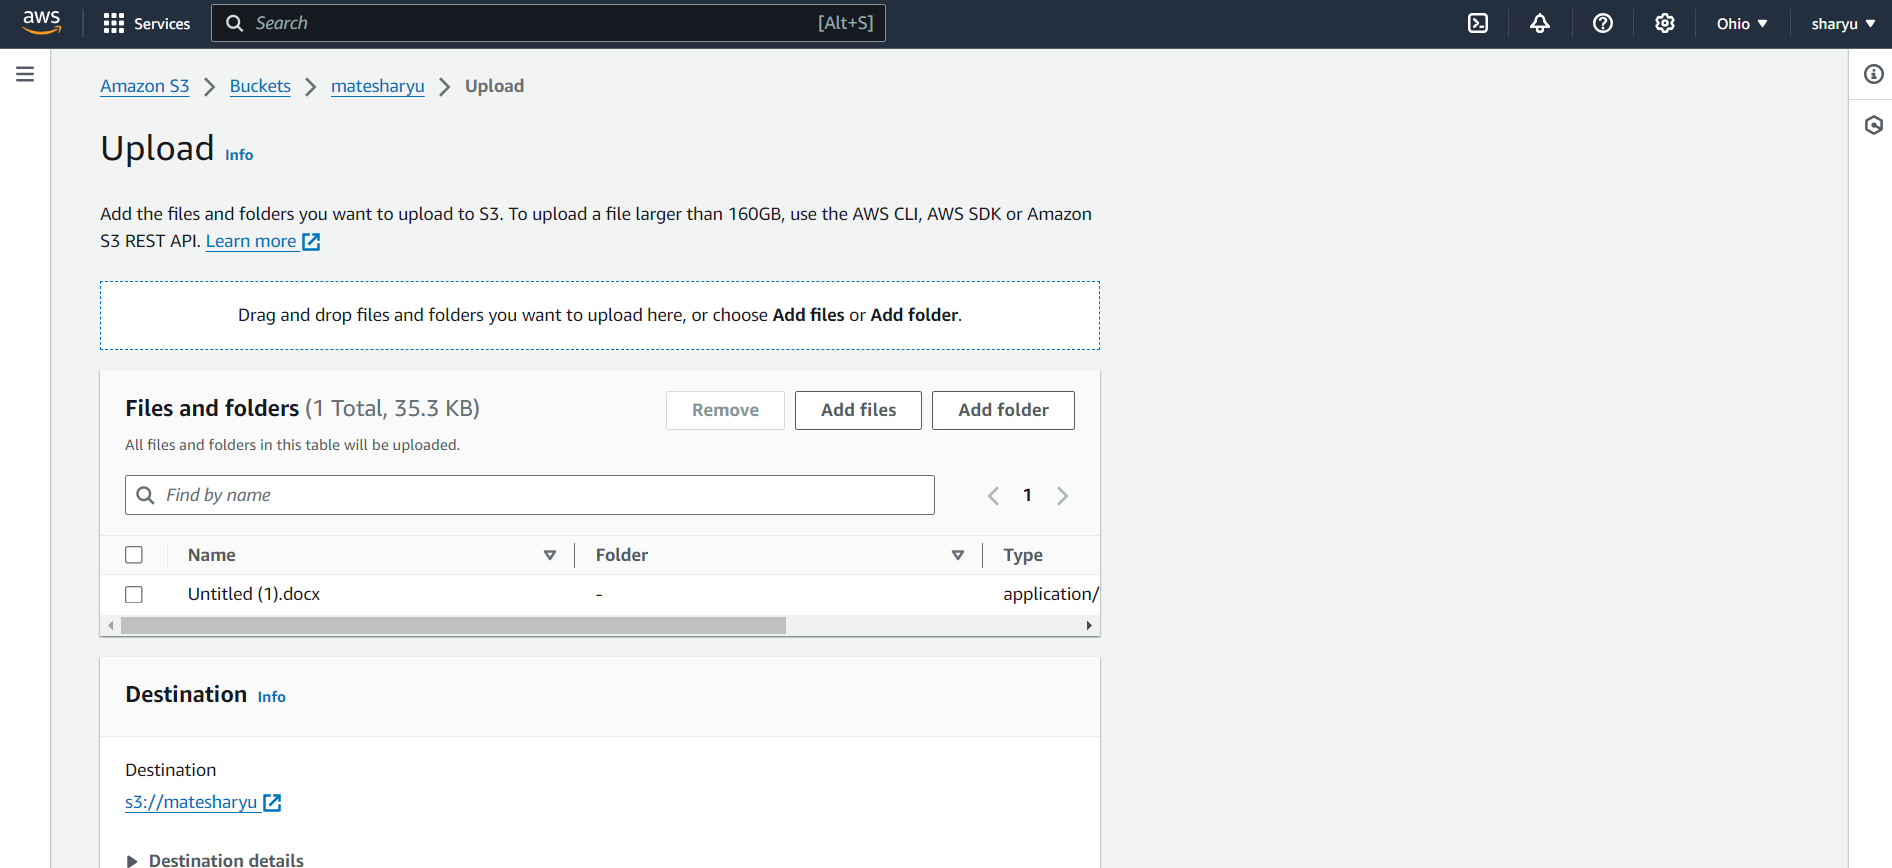 aws Services Search [Alt+S] Ohio sharyu
Amazon S3 Buckets matesharyu Upload
Upload Info
Add the files and folders you want to upload to S3. To upload a file larger than 160GB, use the AWS CLI, AWS SDK or Amazon
S3 REST API. Learn more
Drag and drop files and folders you want to upload here, or choose Add files or Add folder.
Files and folders (1 Total, 35.3 KB) Remove Add files Add folder
All files and folders in this table will be uploaded.
Find by name 1
Name Folder Type
Untitled (1).docx - application/
Destination Info
Destination
s3://matesharyu
Destination details